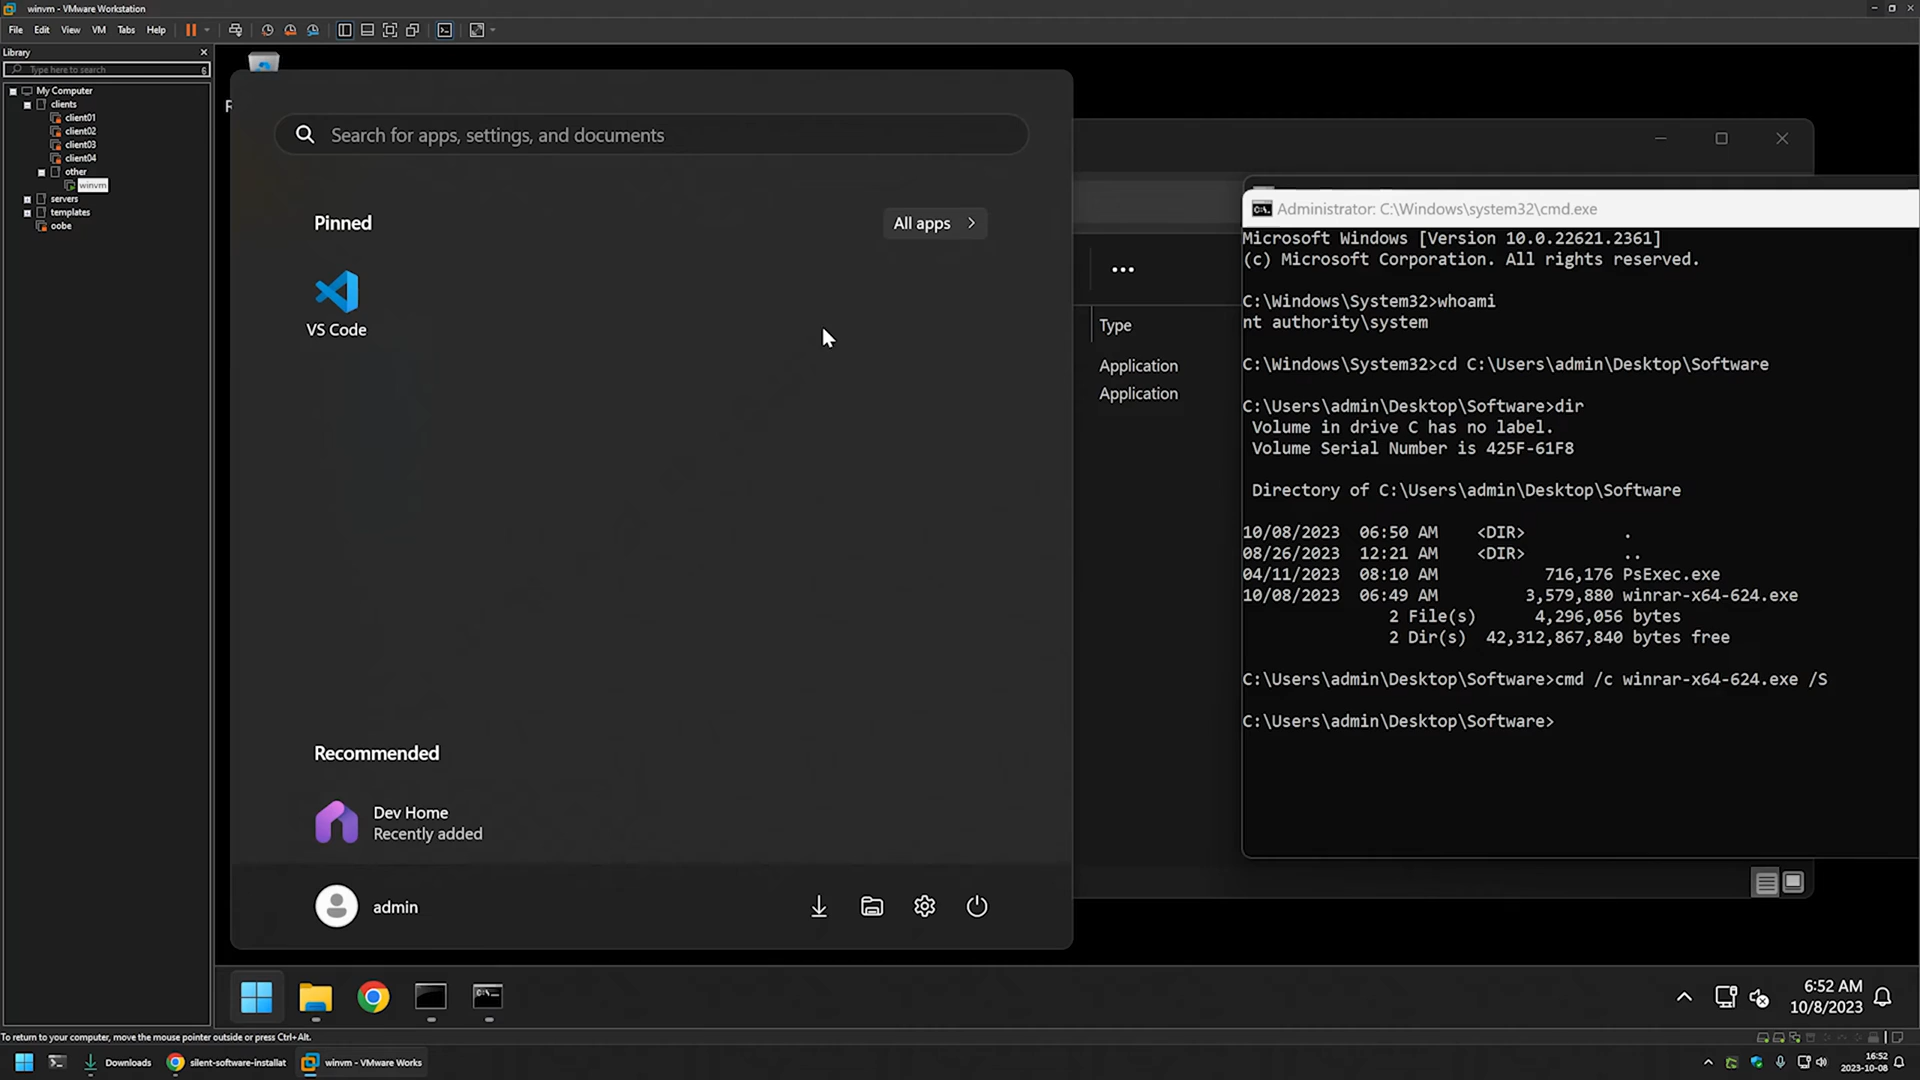 winvm - VMware Workstation
File Edit View VM Tabs Help
Library
Type here to search
My Computer
clients
client01
client02
client03
client04
other
winvm
servers
templates
oobe
Search for apps, settings, and documents
Pinned
All apps
VS Code
Recommended
Dev Home
Recently added
admin
Type
Application
Application
Administrator: C:\Windows\system32\cmd.exe
Microsoft Windows [Version 10.0.22621.2361]
(c) Microsoft Corporation. All rights reserved.
C:\Windows\System32>whoami
nt authority\system
C:\Windows\System32>cd C:\Users\admin\Desktop\Software
C:\Users\admin\Desktop\Software>dir
Volume in drive C has no label.
Volume Serial Number is 425F-61F8
Directory of C:\Users\admin\Desktop\Software
10/08/2023 06:50 AM <DIR> .
08/26/2023 12:21 AM <DIR> ..
04/11/2023 08:10 AM 716,176 PsExec.exe
10/08/2023 06:49 AM 3,579,880 winrar-x64-624.exe
2 File(s) 4,296,056 bytes
2 Dir(s) 42,312,867,840 bytes free
C:\Users\admin\Desktop\Software>cmd /c winrar-x64-624.exe /S
C:\Users\admin\Desktop\Software>
6:52 AM
10/8/2023
To return to your computer, move the mouse pointer outside or press Ctrl+Alt.
Downloads
silent-software-installat
winvm - VMware Works
16:52
2023-10-08